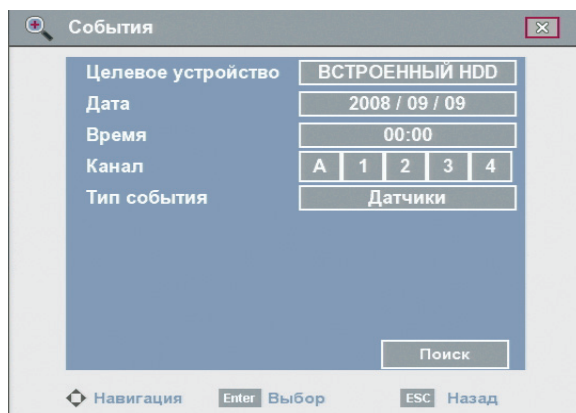 События
Целевое устройство ВСТРОЕННЫЙ HDD
Дата 2008 / 09 / 09
Время 00:00
Канал A 1 2 3 4
Тип события Датчики
Поиск
Навигация Enter Выбор ESC Назад